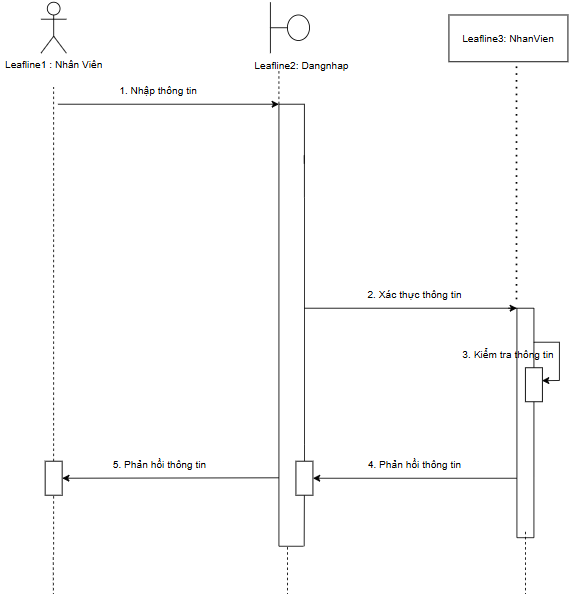 Leafline1 : Nhân Viên
Leafline2: Dangnhap
Leafline3: NhanVien
1. Nhập thông tin
2. Xác thực thông tin
3. Kiểm tra thông tin
4. Phản hồi thông tin
5. Phản hồi thông tin